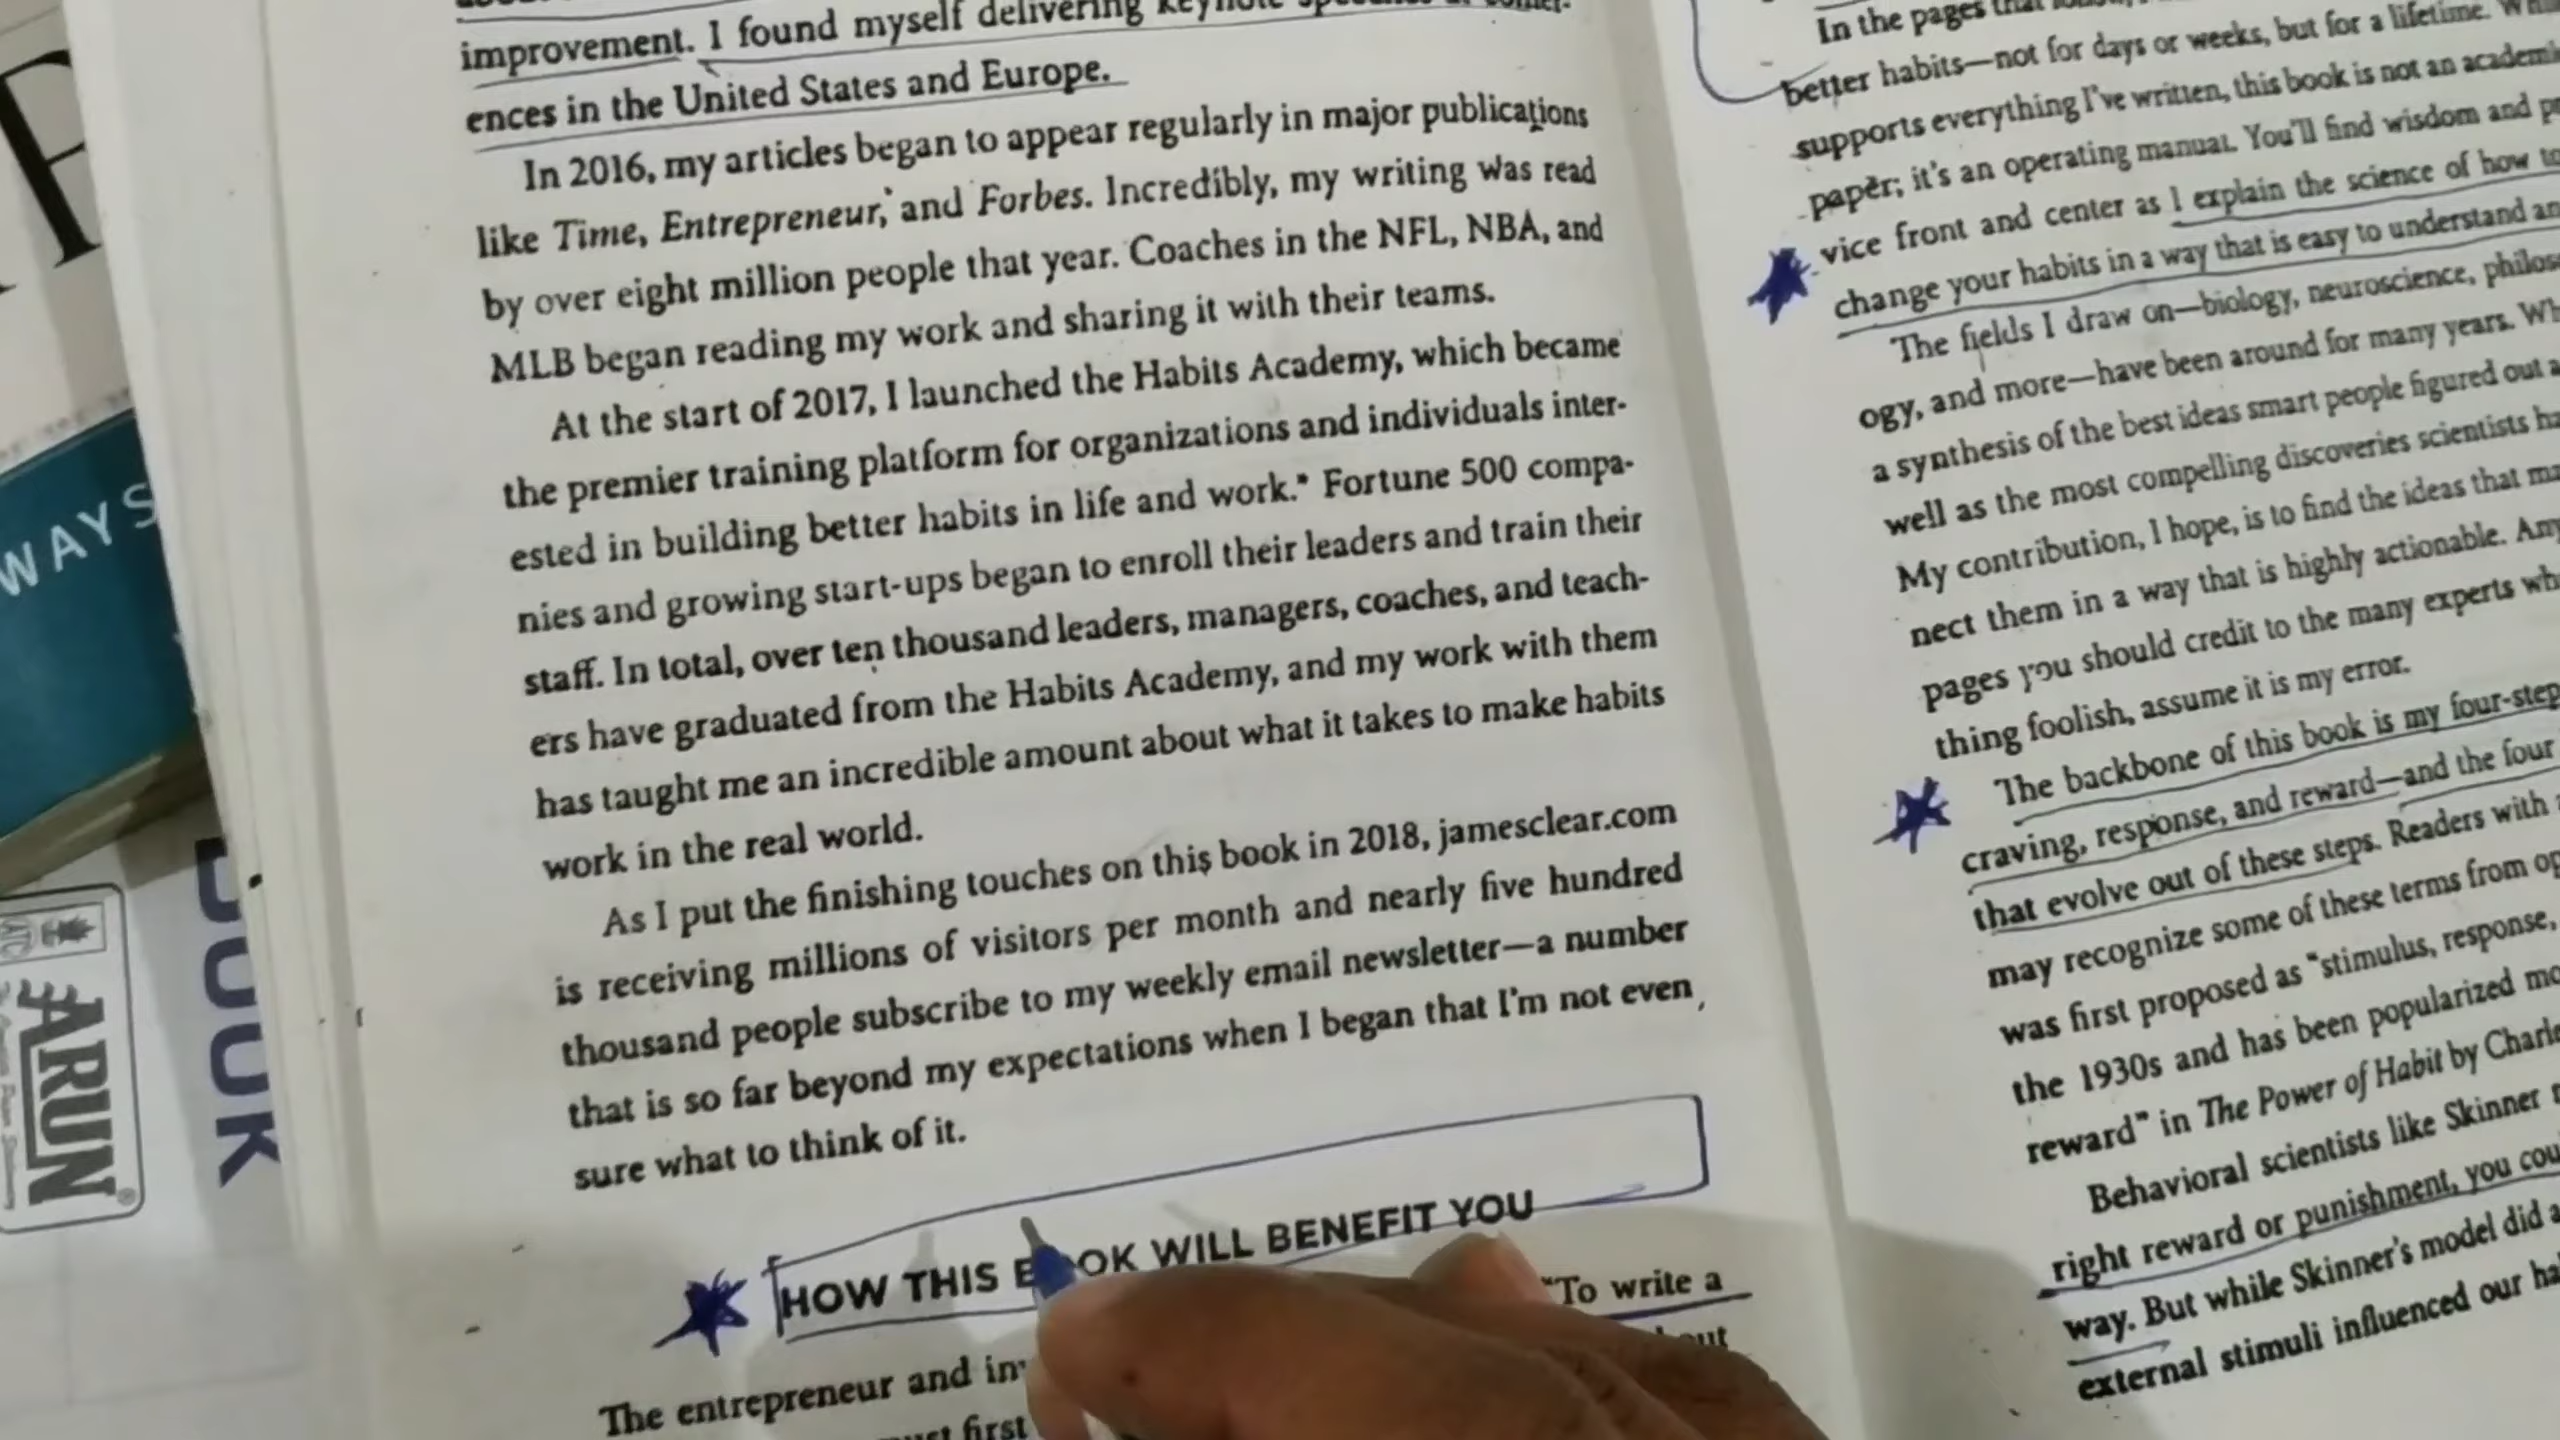 improvement. I found myself delivering keynote
ences in the United States and Europe.
In 2016, my articles began to appear regularly in major publications
like Time, Entrepreneur, and Forbes. Incredibly, my writing was read
by over eight million people that year. Coaches in the NFL, NBA, and
MLB began reading my work and sharing it with their teams.
At the start of 2017, I launched the Habits Academy, which became
the premier training platform for organizations and individuals inter-
ested in building better habits in life and work.* Fortune 500 compa-
nies and growing start-ups began to enroll their leaders and train their
staff. In total, over ten thousand leaders, managers, coaches, and teach-
ers have graduated from the Habits Academy, and my work with them
has taught me an incredible amount about what it takes to make habits
work in the real world.
As I put the finishing touches on this book in 2018, jamesclear.com
is receiving millions of visitors per month and nearly five hundred
thousand people subscribe to my weekly email newsletter—a number
that is so far beyond my expectations when I began that I'm not even
sure what to think of it.
HOW THIS BOOK WILL BENEFIT YOU
The entrepreneur and "To write a
first
In the pages that
better habits—not for days or weeks, but for a lifetime.
supports everything I've written, this book is not an
paper; it's an operating manual. You'll find wisdom and
vice front and center as I explain the science of how to
change your habits in a way that is easy to understand
The fields I draw on—biology, neuroscience,
ogy, and more—have been around for many years.
a synthesis of the best ideas smart people figured out
well as the most compelling discoveries scientists
My contribution, I hope, is to find the ideas that
nect them in a way that is highly actionable.
pages you should credit to the many experts
thing foolish, assume it is my error.
The backbone of this book is my four-step
craving, response, and reward—and the four
that evolve out of these steps. Readers with
may recognize some of these terms from
was first proposed as "stimulus, response,
the 1930s and has been popularized
reward" in The Power of Habit by
Behavioral scientists like Skinner
right reward or punishment, you
way. But while Skinner's model did
external stimuli influenced our
WAYS
ARUN